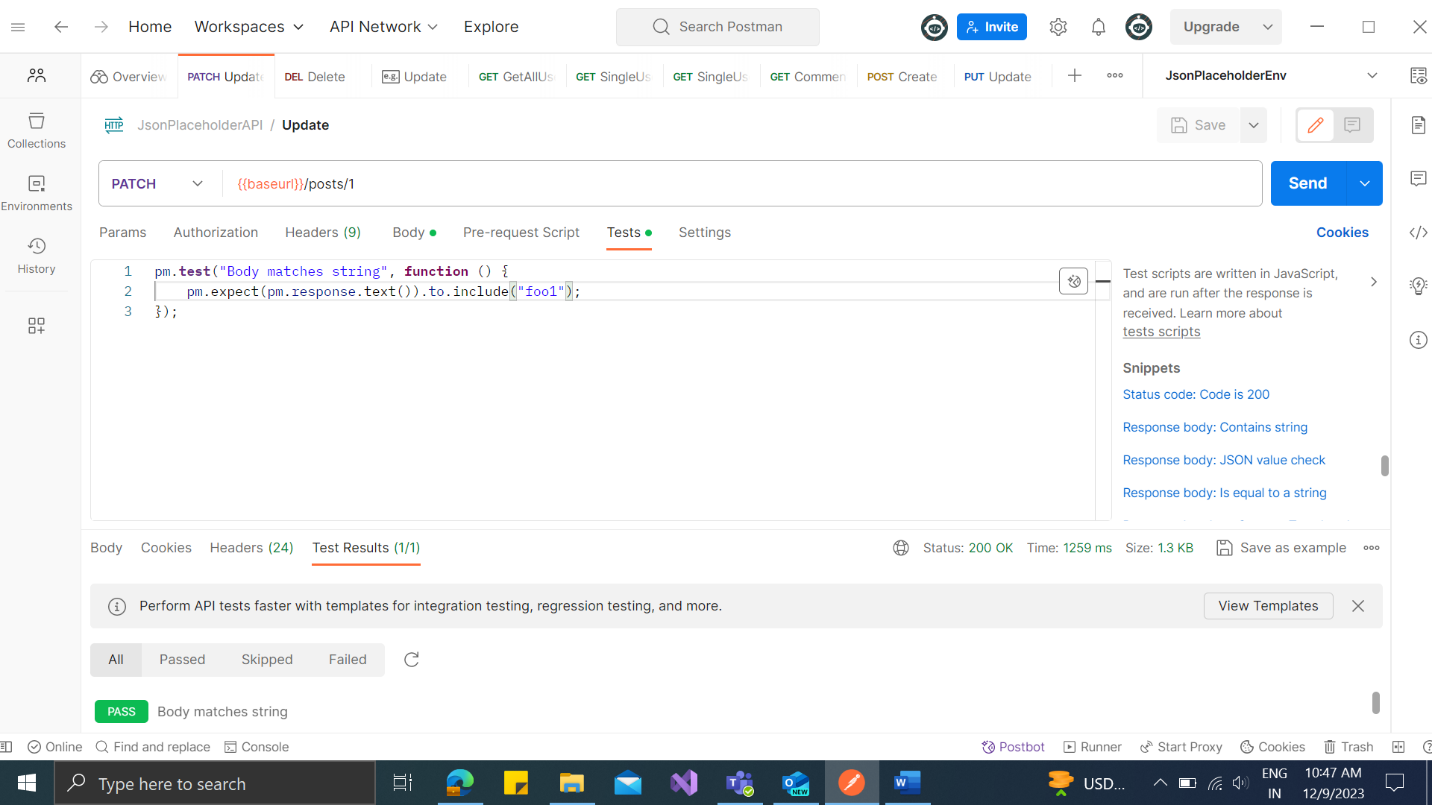 Home Workspaces API Network Explore Search Postman Invite Upgrade
Overview PATCH Update DEL Delete e.g. Update GET GetAllUs GET SingleUs GET SingleUs GET Commen POST Create PUT Update JsonPlaceholderEnv
HTTP JsonPlaceholderAPI / Update Save
Collections
PATCH {{baseurl}}/posts/1 Send
Environments
Params Authorization Headers (9) Body Pre-request Script Tests Settings Cookies
History
1 pm.test("Body matches string", function () {
2 pm.expect(pm.response.text()).to.include("foo1");
3 });
Test scripts are written in JavaScript,
and are run after the response is
received. Learn more about
tests scripts
Snippets
Status code: Code is 200
Response body: Contains string
Response body: JSON value check
Response body: Is equal to a string
Body Cookies Headers (24) Test Results (1/1) Status: 200 OK Time: 1259 ms Size: 1.3 KB Save as example
Perform API tests faster with templates for integration testing, regression testing, and more. View Templates
All Passed Skipped Failed
PASS Body matches string
Online Find and replace Console Postbot Runner Start Proxy Cookies Trash
Type here to search NEW USD... ENG 10:47 AM
IN 12/9/2023